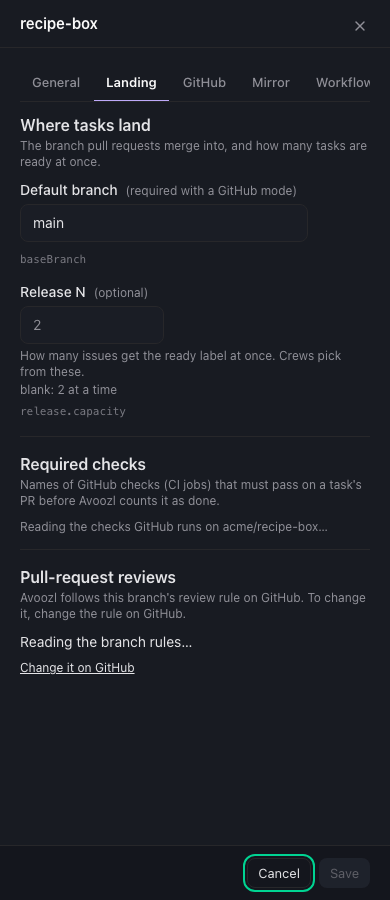 recipe-box
General Landing GitHub Mirror Workflow
Where tasks land
The branch pull requests merge into, and how many tasks are
ready at once.
Default branch (required with a GitHub mode)
main
baseBranch
Release N (optional)
2
How many issues get the ready label at once. Crews pick
from these.
blank: 2 at a time
release.capacity
Required checks
Names of GitHub checks (CI jobs) that must pass on a task's
PR before Avoozl counts it as done.
Reading the checks GitHub runs on acme/recipe-box…
Pull-request reviews
Avoozl follows this branch's review rule on GitHub. To change
it, change the rule on GitHub.
Reading the branch rules…
Change it on GitHub
Cancel Save